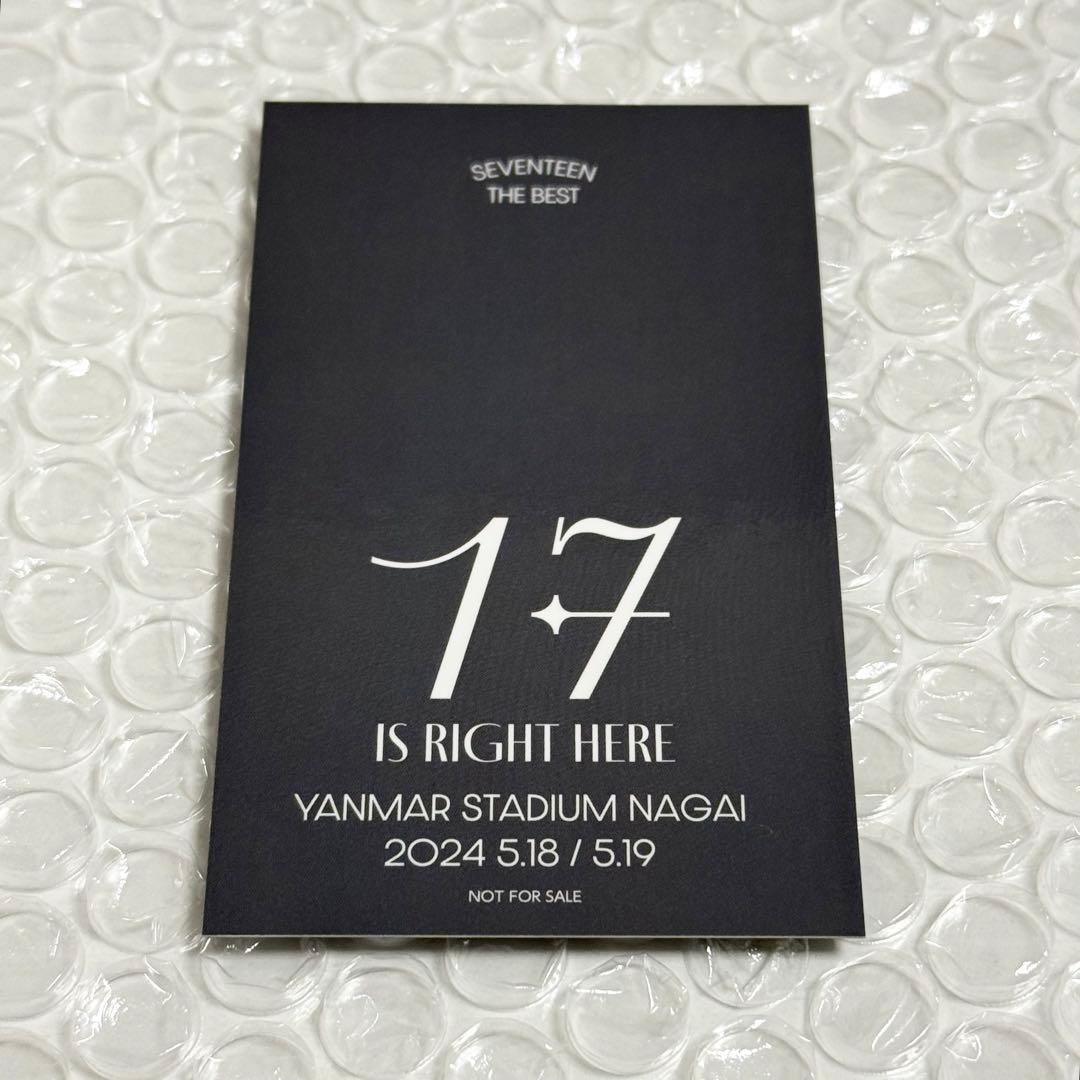 SEVENTEEN
THE BEST
17
IS RIGHT HERE
YANMAR STADIUM NAGAI
2024 5.18 / 5.19
NOT FOR SALE